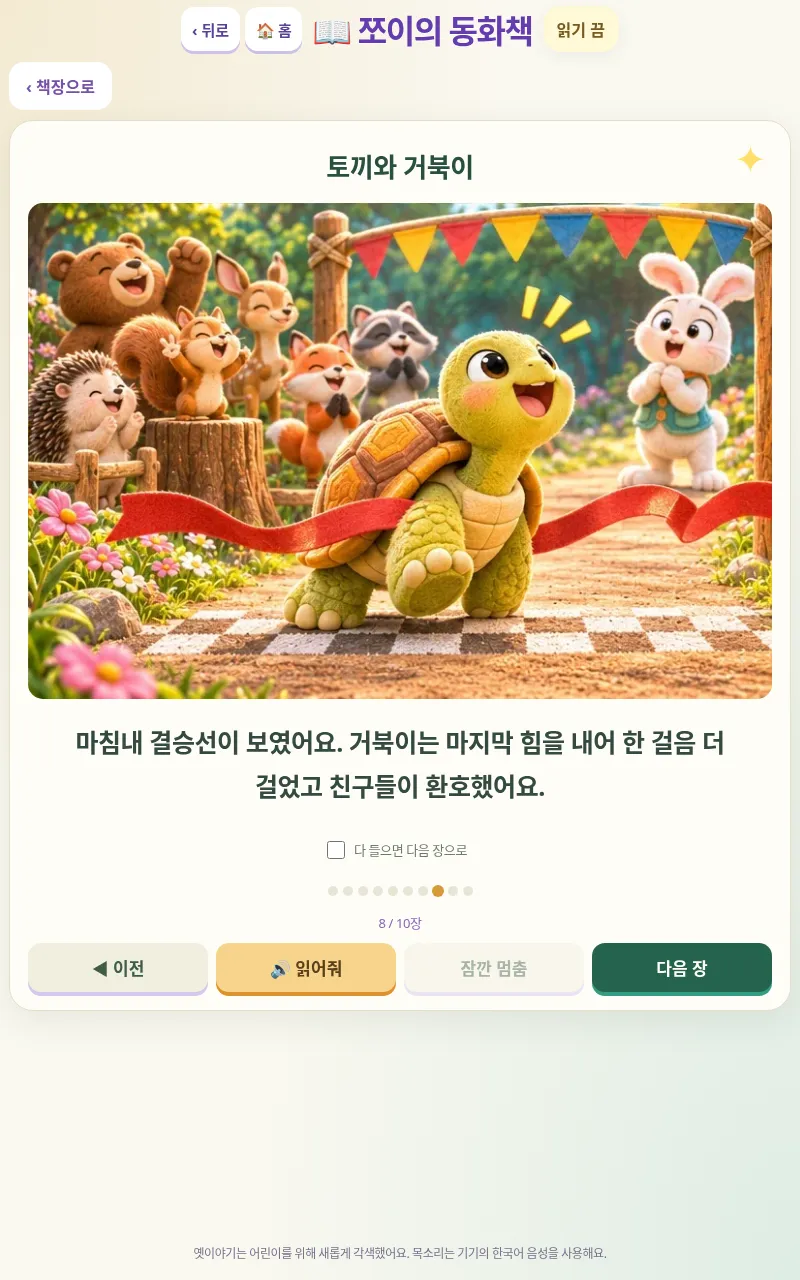 ‹ 뒤로
🏠 홈
📖 쪼이의 동화책
읽기 끔
‹ 책장으로
토끼와 거북이
마침내 결승선이 보였어요. 거북이는 마지막 힘을 내어 한 걸음 더
걸었고 친구들이 환호했어요.
다 들으면 다음 장으로
8 / 10장
◀ 이전
🔊 읽어줘
잠깐 멈춤
다음 장
옛이야기는 어린이를 위해 새롭게 각색했어요. 목소리는 기기의 한국어 음성을 사용해요.